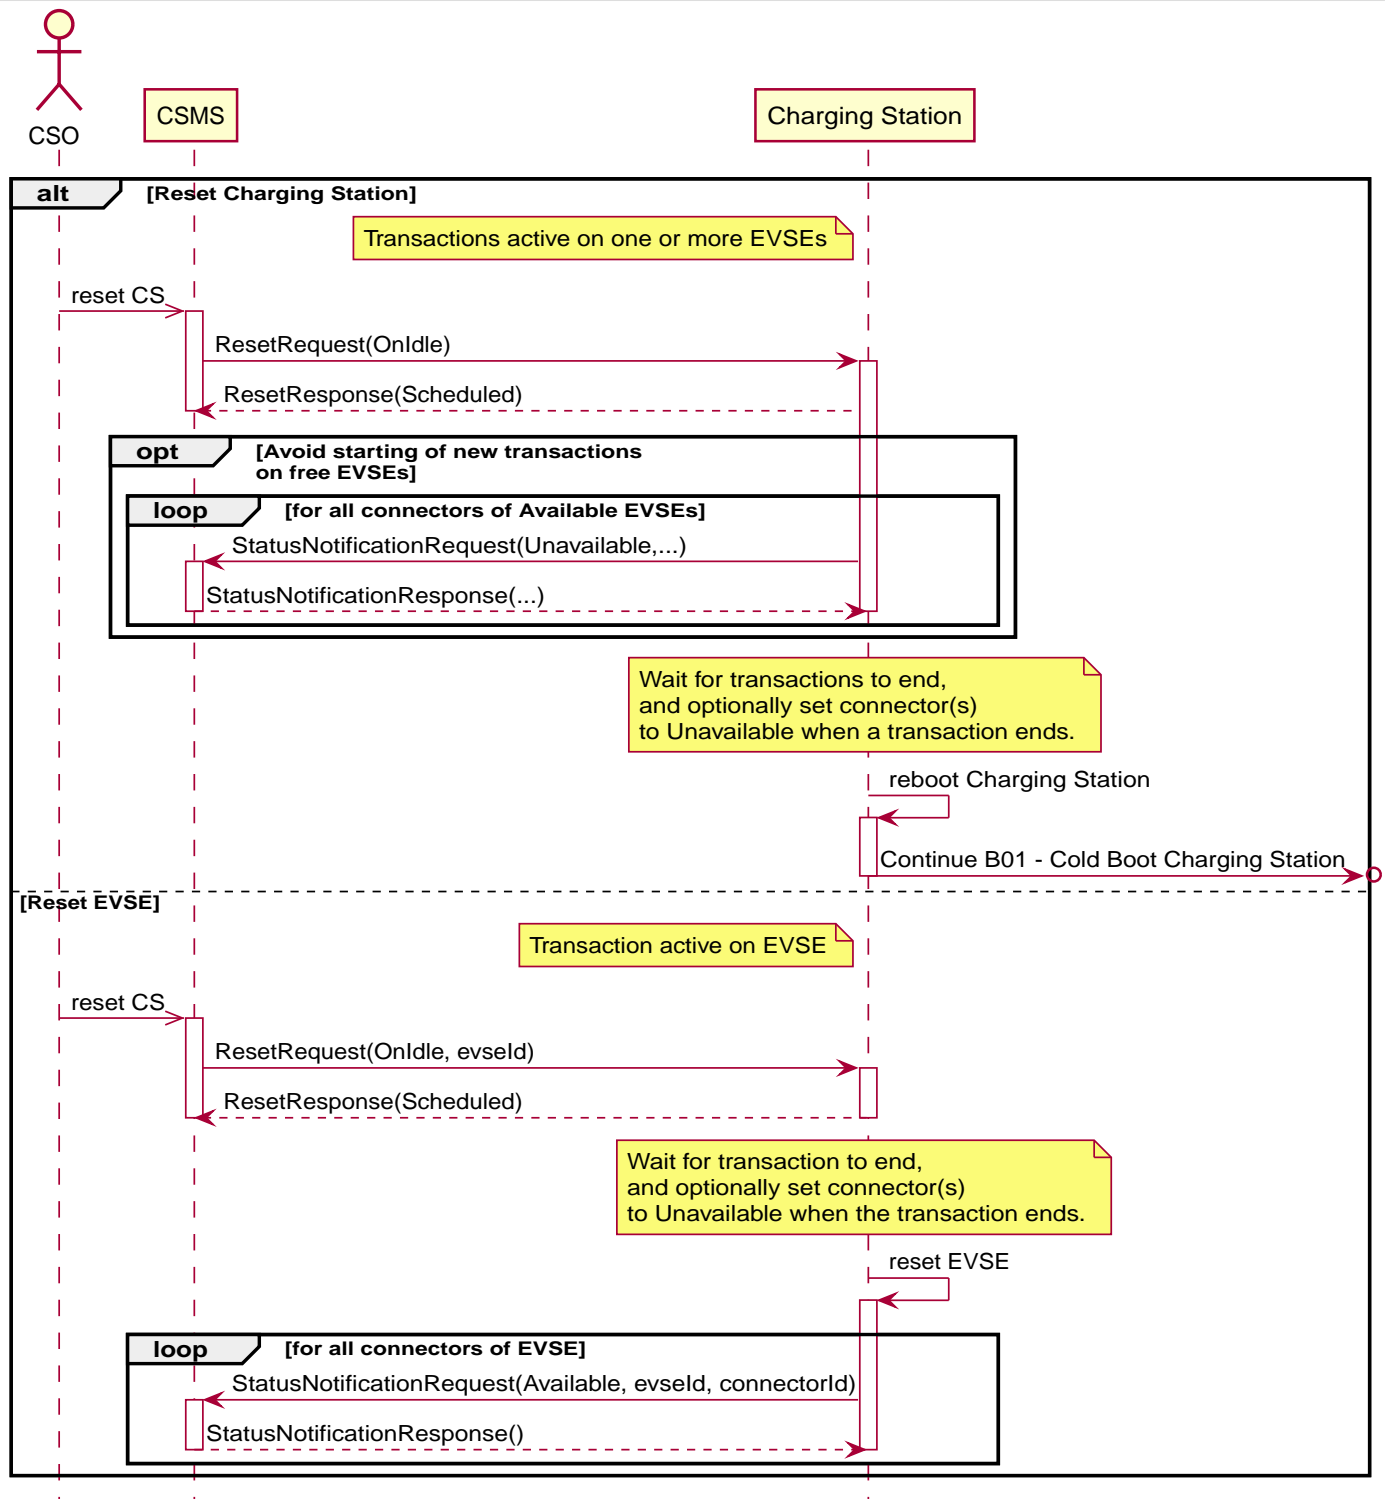 CSO
CSMS
Charging Station
alt
[Reset Charging Station]
Transactions active on one or more EVSEs
reset CS
ResetRequest(OnIdle)
ResetResponse(Scheduled)
opt
[Avoid starting of new transactions
on free EVSEs]
loop
[for all connectors of Available EVSEs]
StatusNotificationRequest(Unavailable,...)
StatusNotificationResponse(...)
Wait for transactions to end,
and optionally set connector(s)
to Unavailable when a transaction ends.
reboot Charging Station
Continue B01 - Cold Boot Charging Station
[Reset EVSE]
Transaction active on EVSE
reset CS
ResetRequest(OnIdle, evseId)
ResetResponse(Scheduled)
Wait for transaction to end,
and optionally set connector(s)
to Unavailable when the transaction ends.
reset EVSE
loop
[for all connectors of EVSE]
StatusNotificationRequest(Available, evseId, connectorId)
StatusNotificationResponse()